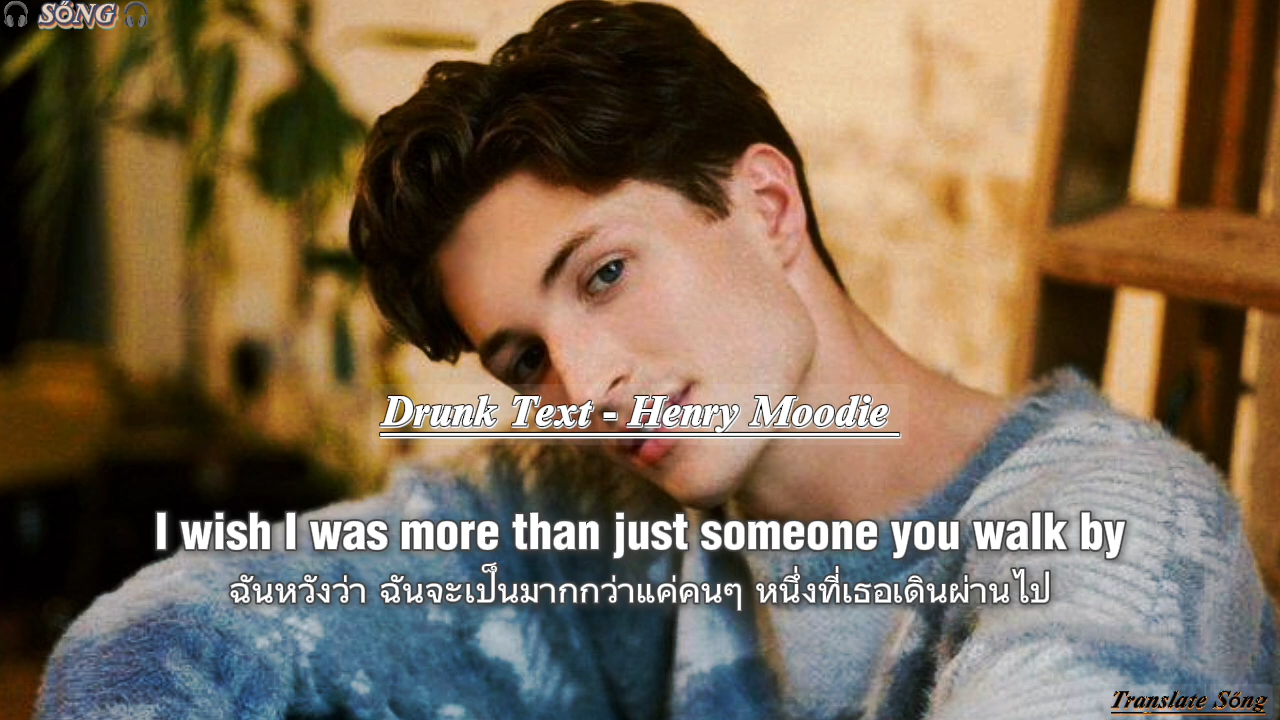 🎧 SÓNG 🎧
Drunk Text - Henry Moodie
I wish I was more than just someone you walk by
ฉันหวังว่า ฉันจะเป็นมากกว่าแค่คนๆ หนึ่งที่เธอเดินผ่านไป
Translate Sóng